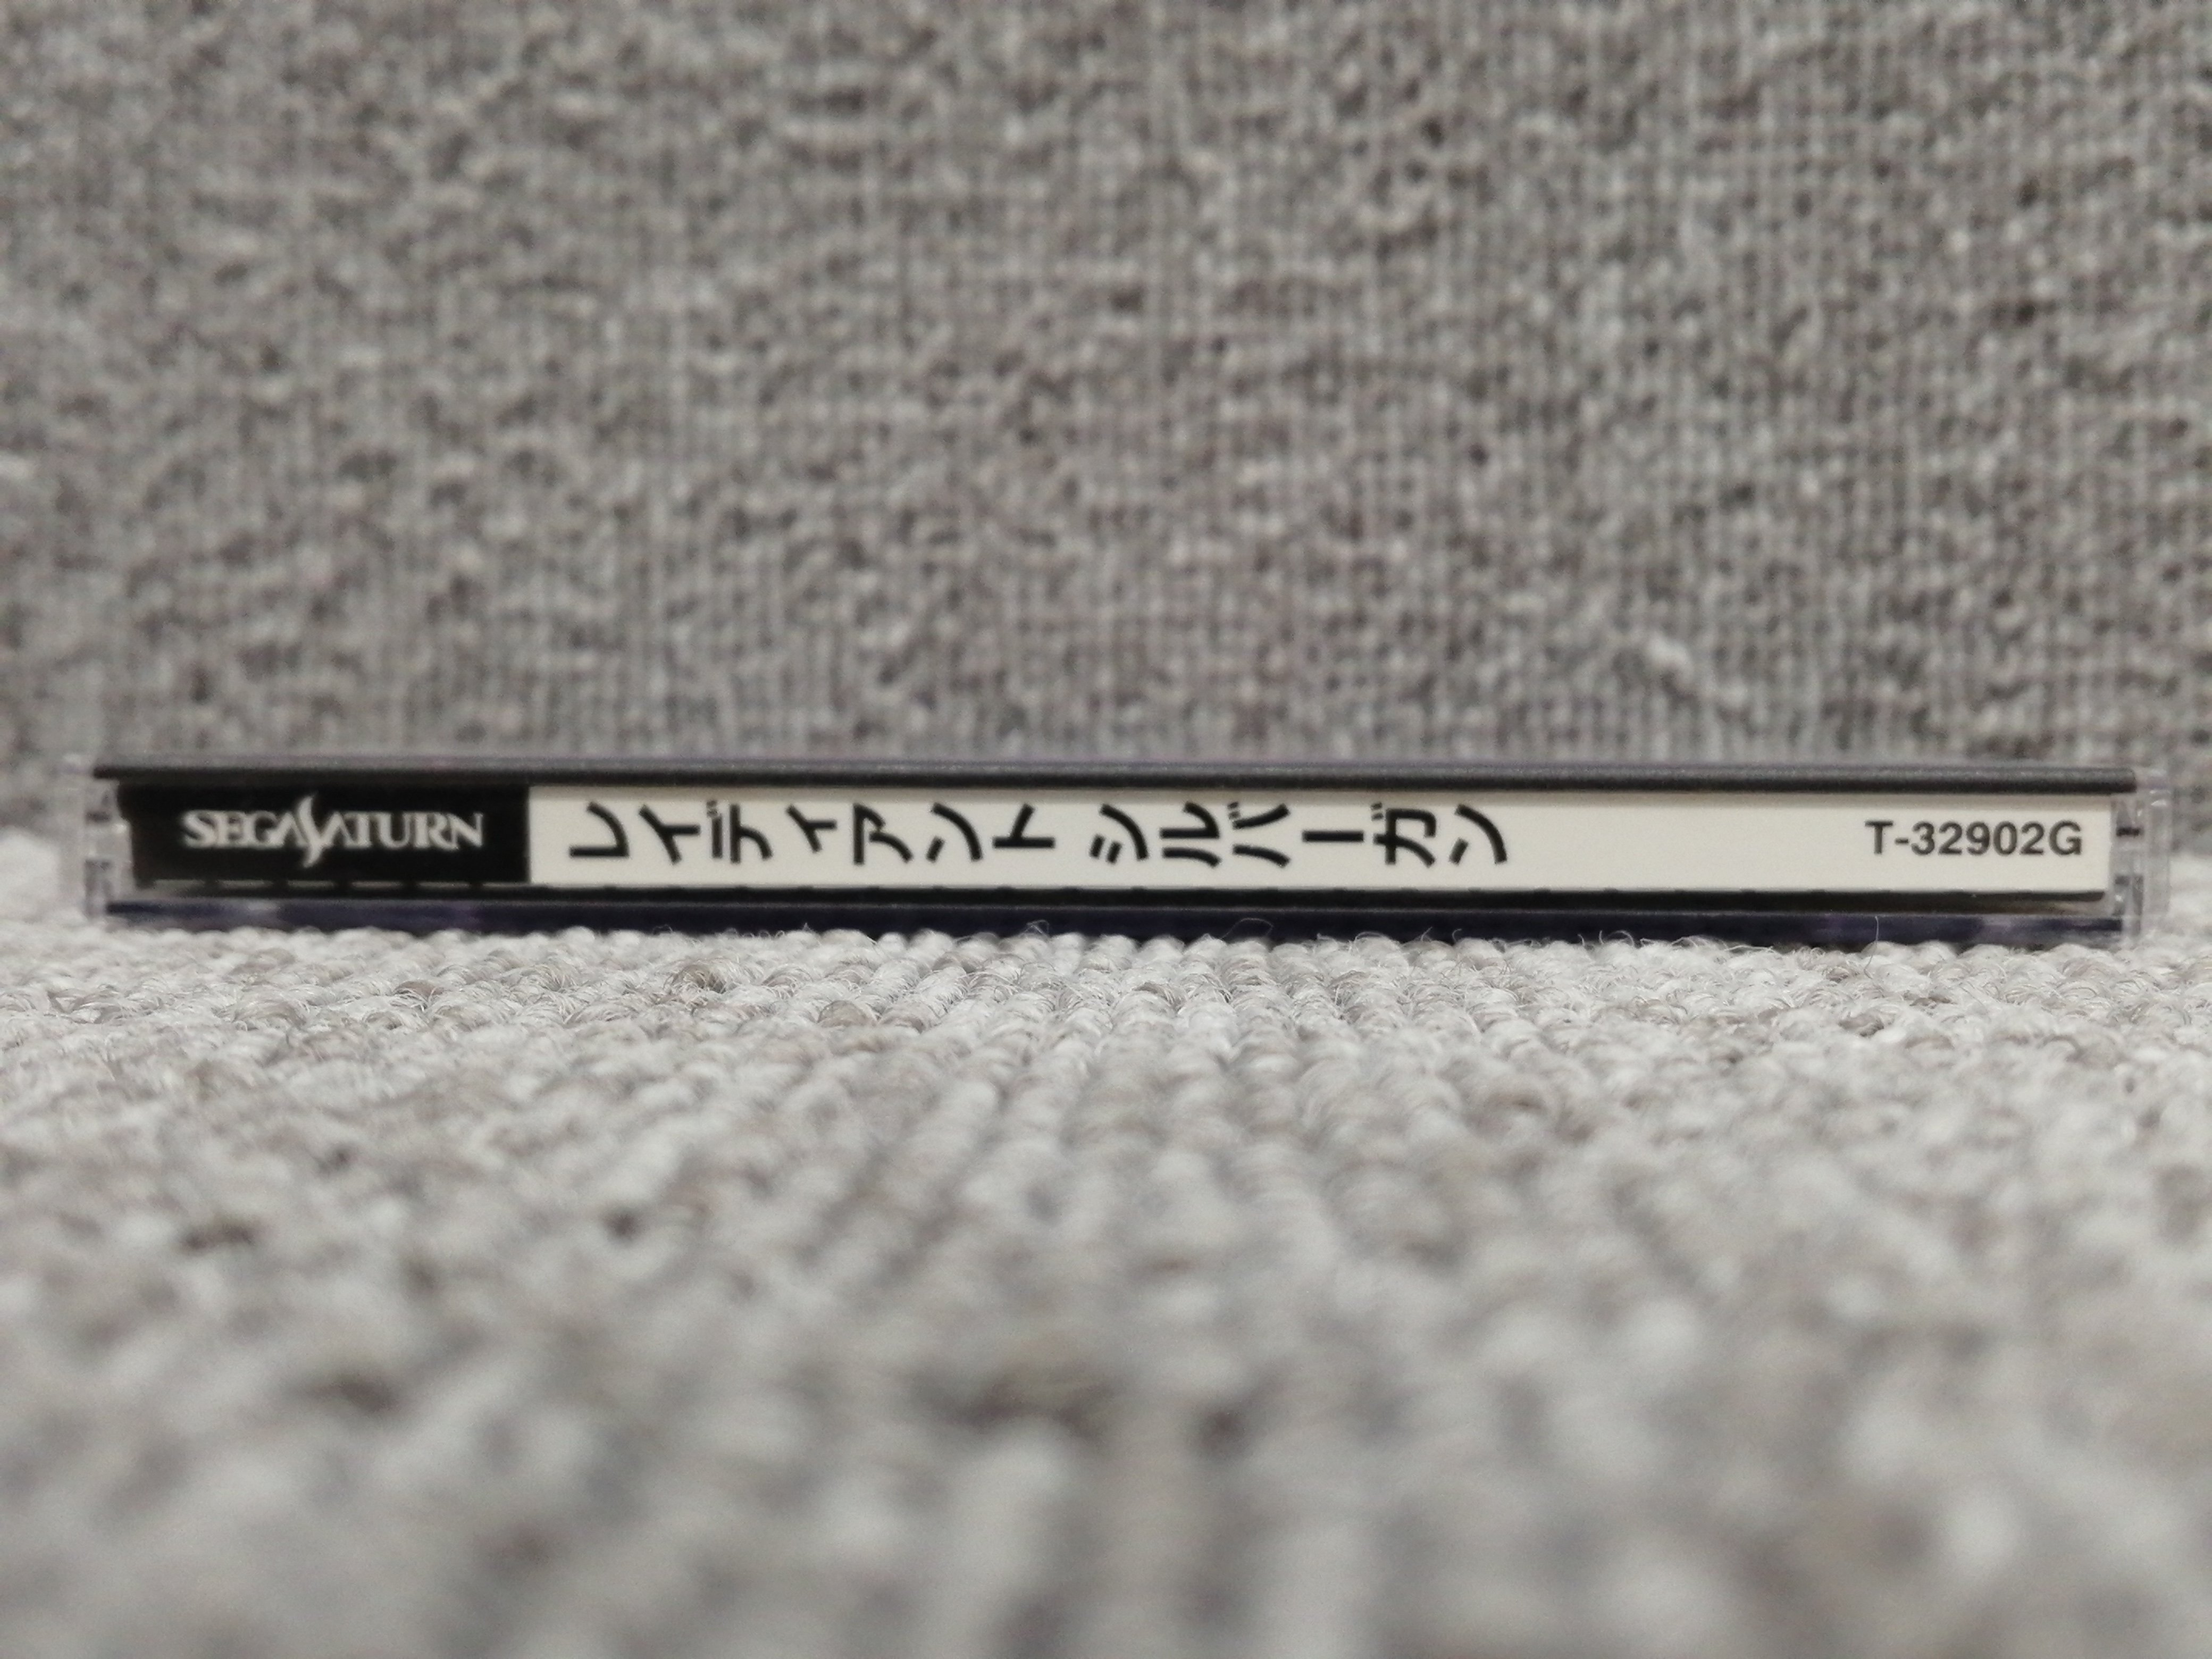 SEGA SATURN
レイディアント シルバーガン
T-32902G